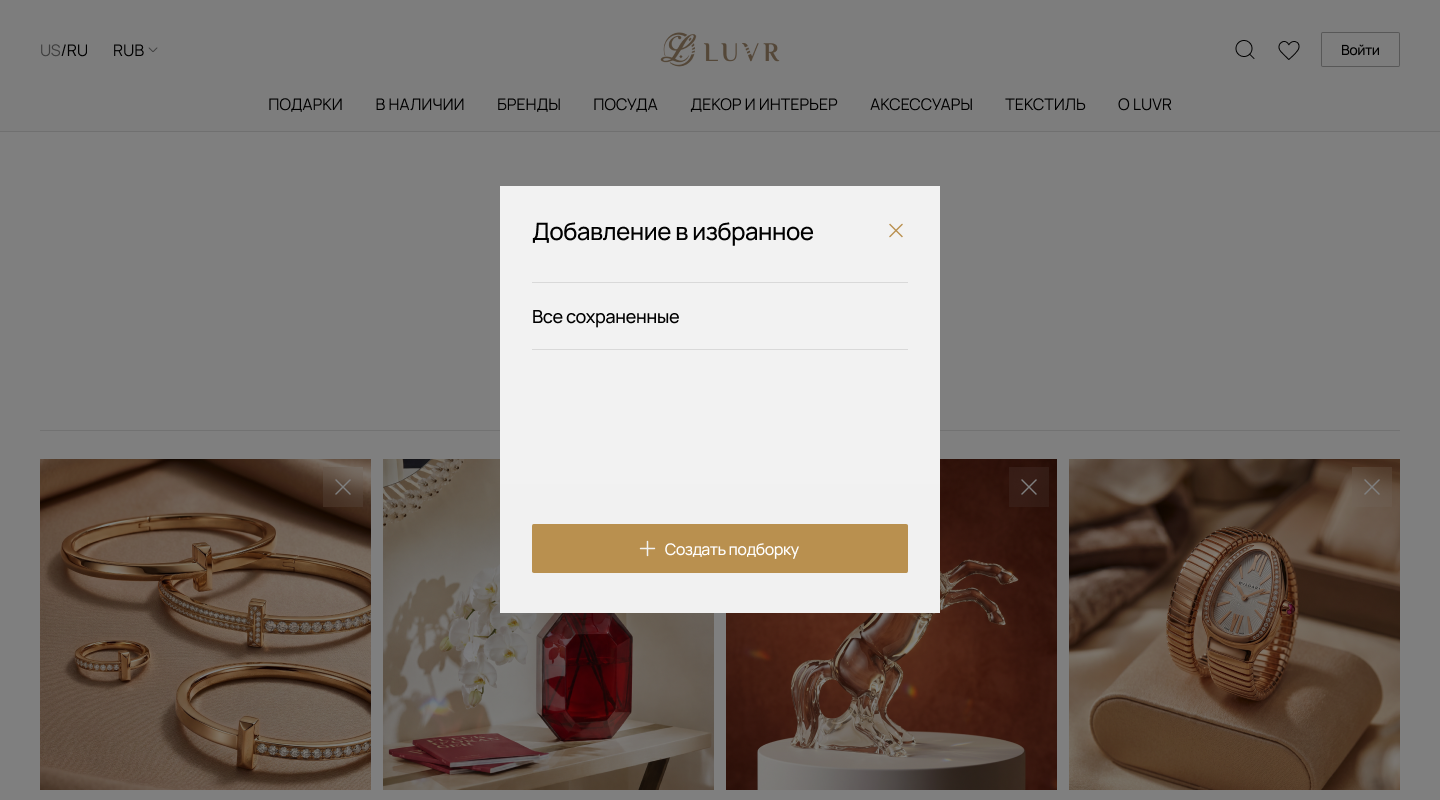 US/RU
RUB
LUVR
Войти
ПОДАРКИ
В НАЛИЧИИ
БРЕНДЫ
ПОСУДА
ДЕКОР И ИНТЕРЬЕР
АКСЕССУАРЫ
ТЕКСТИЛЬ
О LUVR
Добавление в избранное
Все сохраненные
Создать подборку
BVLGARI